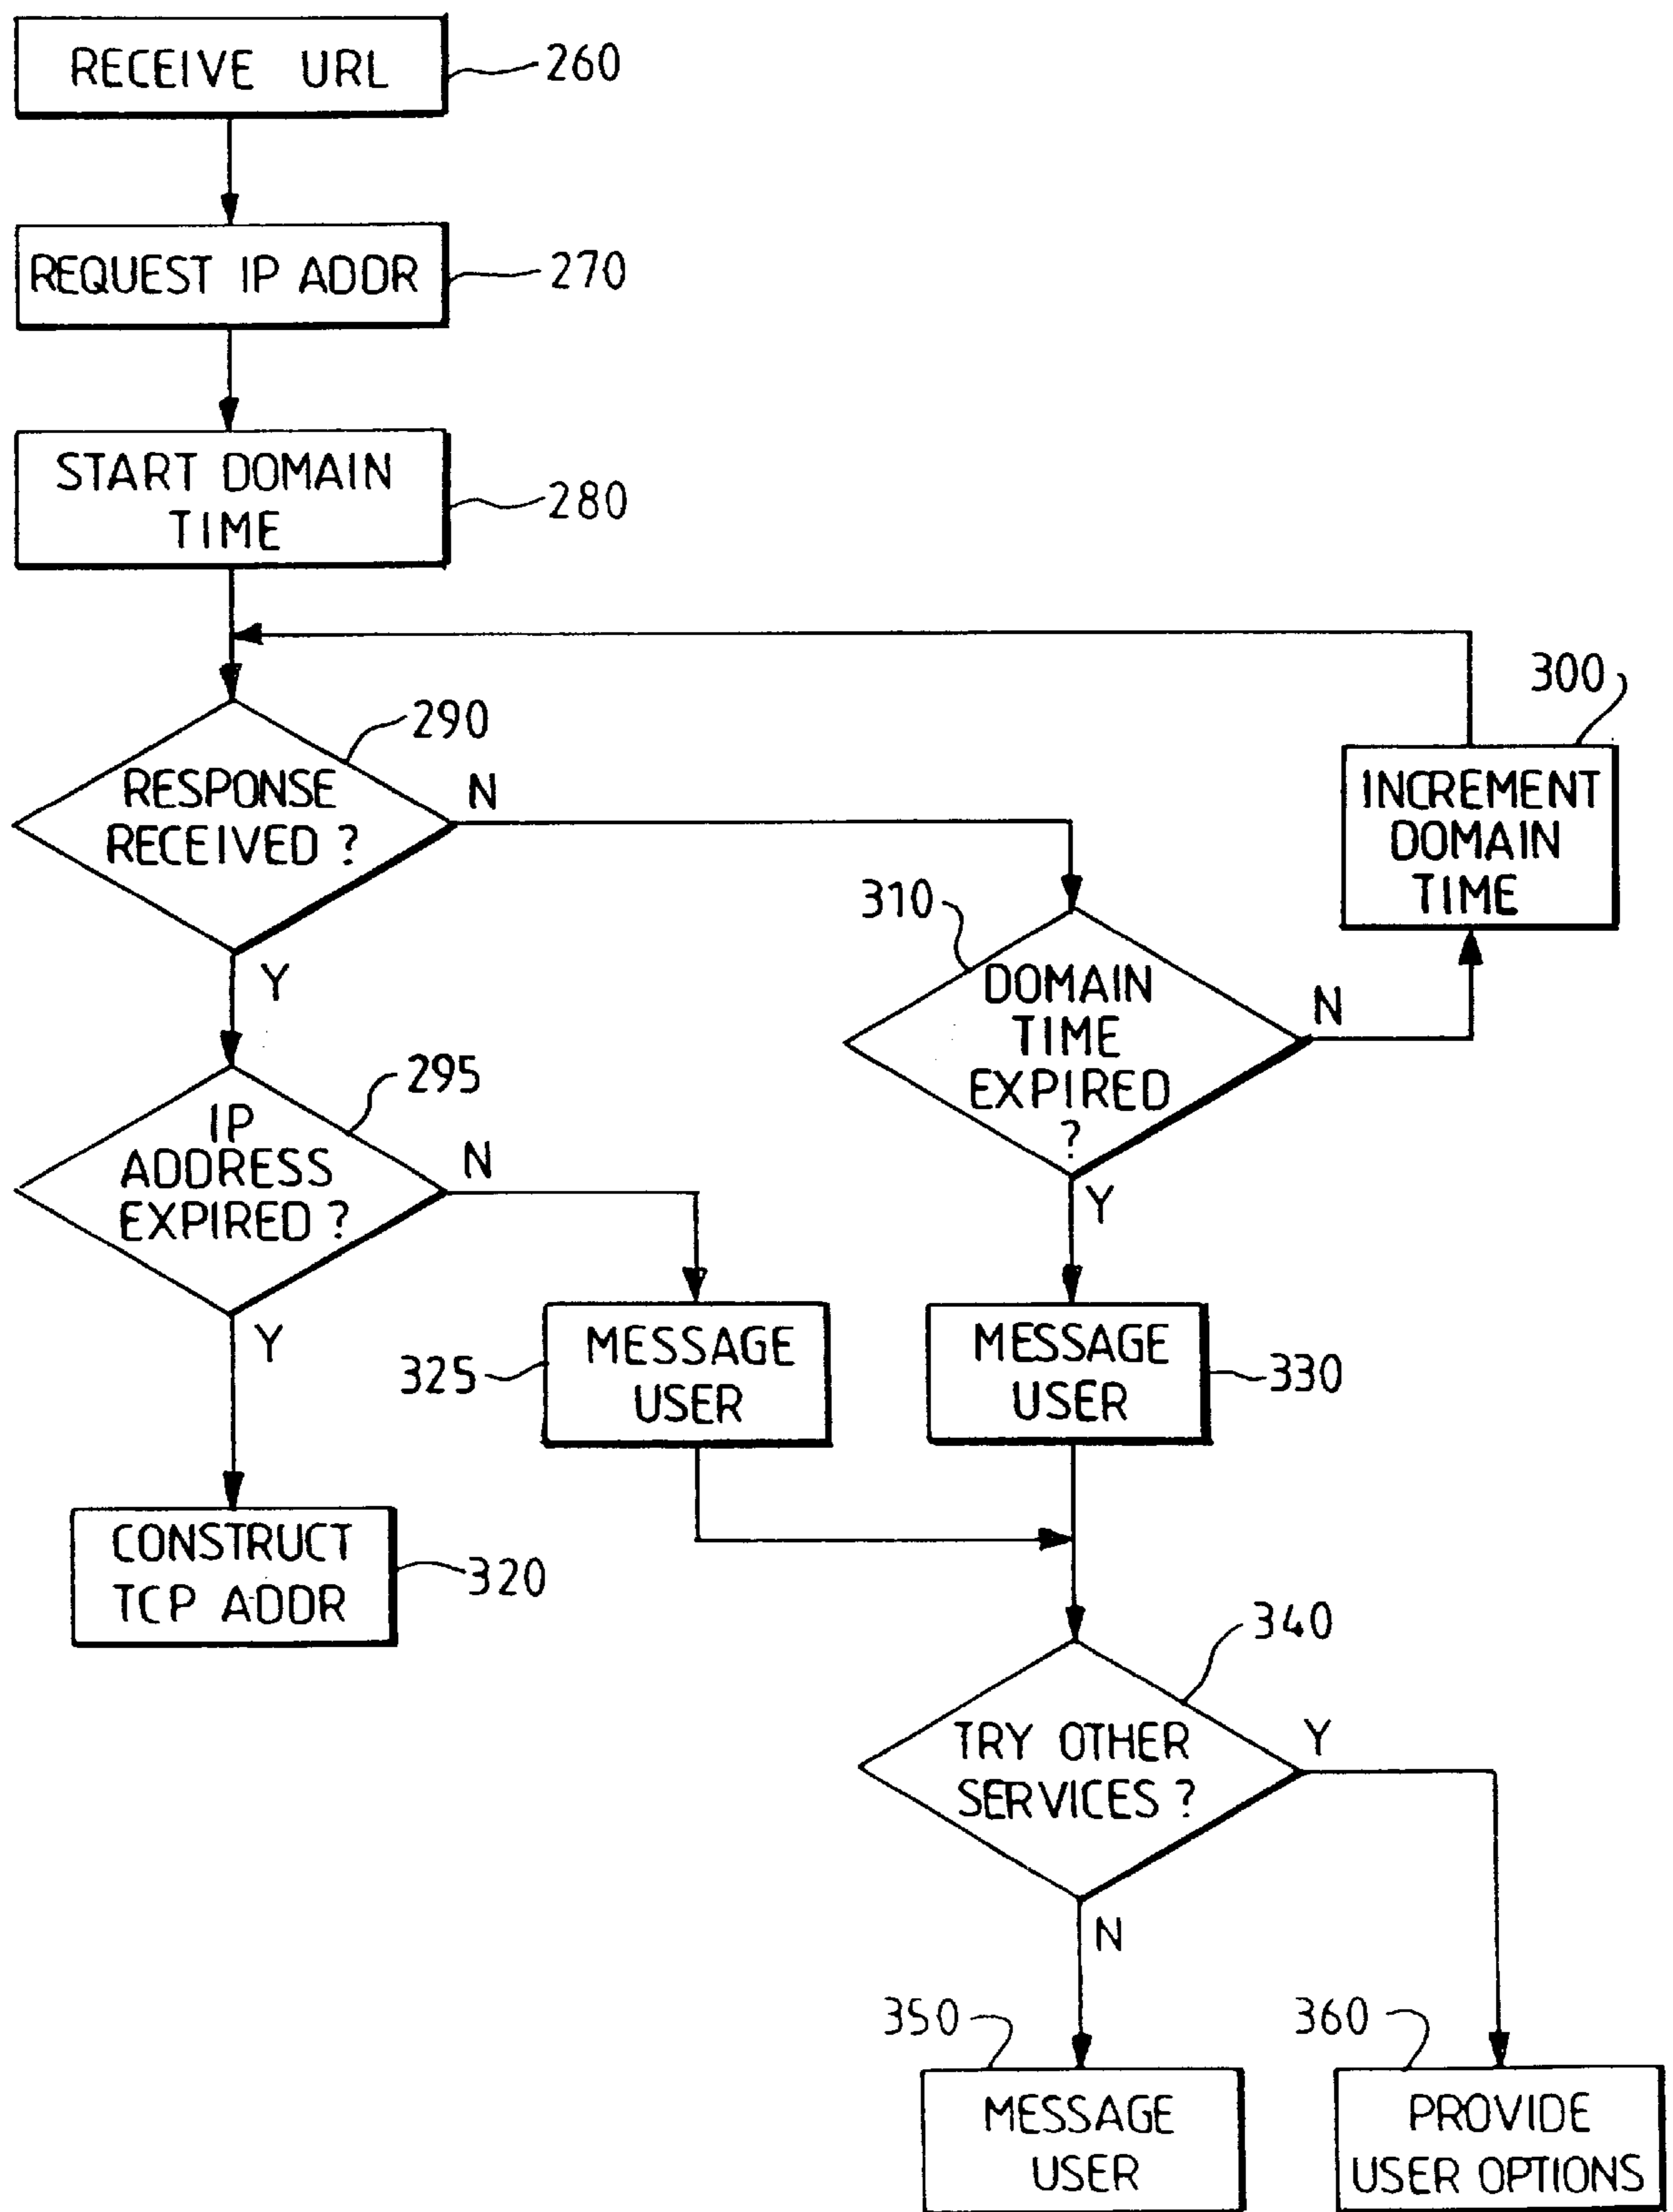 RECEIVE URL
260
REQUEST IP ADDR
270
START DOMAIN
TIME
280
300
INCREMENT
DOMAIN
TIME
290
RESPONSE
RECEIVED ?
N
Y
310
DOMAIN
TIME
EXPIRED
?
N
Y
295
IP
ADDRESS
EXPIRED ?
N
Y
325
MESSAGE
USER
MESSAGE
USER
330
CONSTRUCT
TCP ADDR
320
340
TRY OTHER
SERVICES ?
Y
N
350
MESSAGE
USER
360
PROVIDE
USER OPTIONS